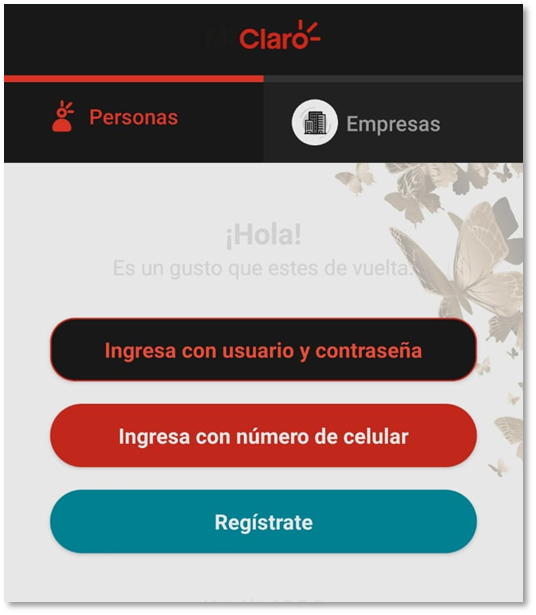 Mi Claro
Personas
Empresas
¡Hola!
Es un gusto que estes de vuelta.
Ingresa con usuario y contraseña
Ingresa con número de celular
Regístrate